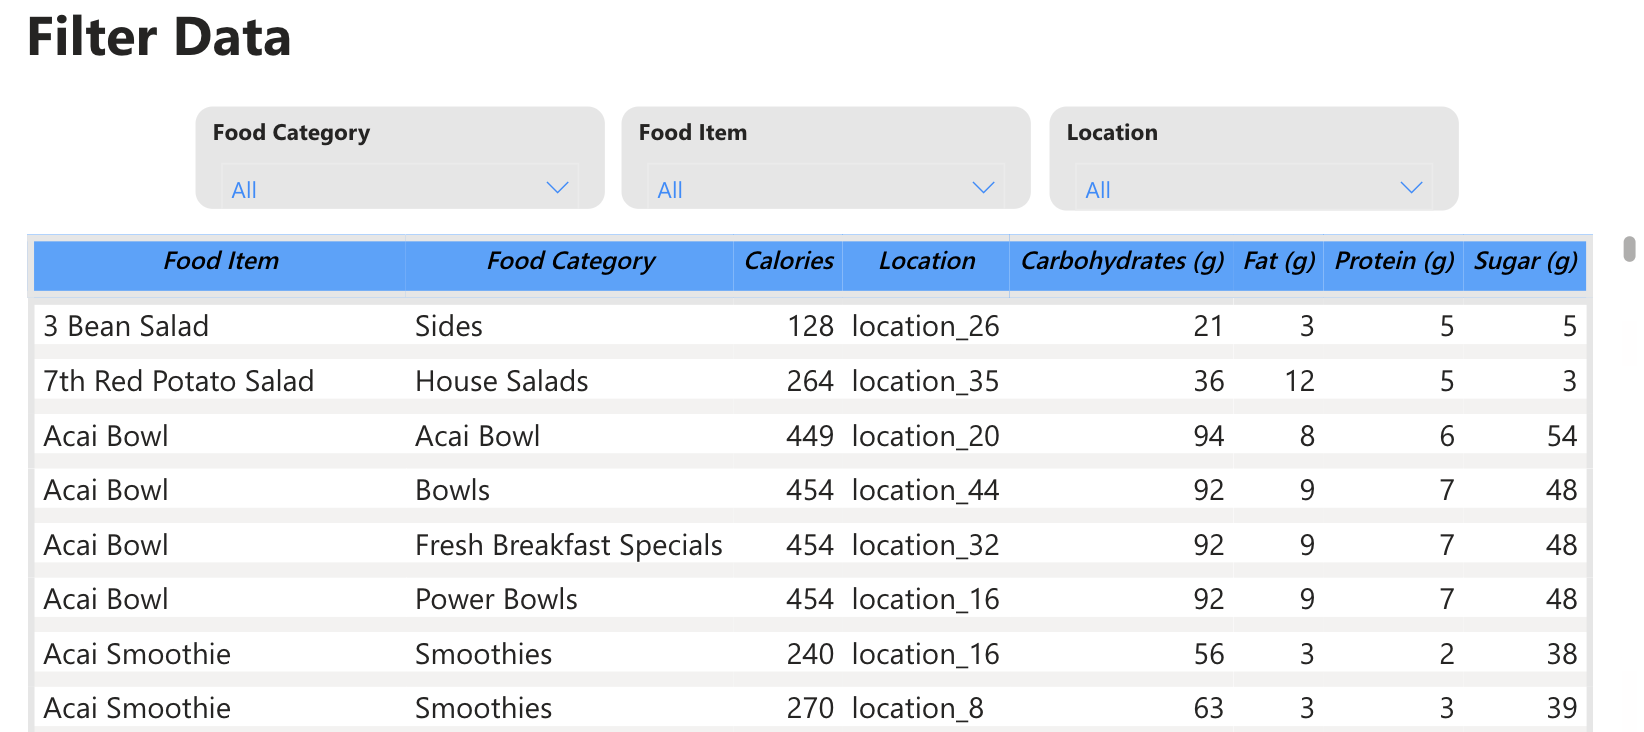 Filter Data
Food Category Food Item Location
All All All
Food Item Food Category Calories Location Carbohydrates (g) Fat (g) Protein (g) Sugar (g)
3 Bean Salad Sides 128 location_26 21 3 5 5
7th Red Potato Salad House Salads 264 location_35 36 12 5 3
Acai Bowl Acai Bowl 449 location_20 94 8 6 54
Acai Bowl Bowls 454 location_44 92 9 7 48
Acai Bowl Fresh Breakfast Specials 454 location_32 92 9 7 48
Acai Bowl Power Bowls 454 location_16 92 9 7 48
Acai Smoothie Smoothies 240 location_16 56 3 2 38
Acai Smoothie Smoothies 270 location_8 63 3 3 39